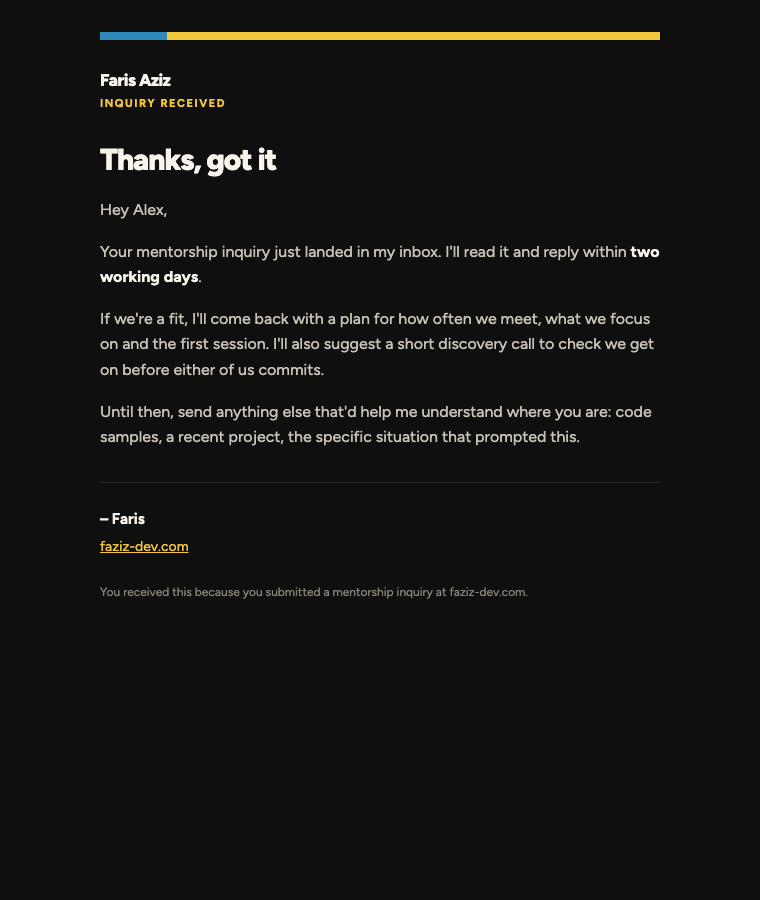 Faris Aziz
INQUIRY RECEIVED
Thanks, got it
Hey Alex,
Your mentorship inquiry just landed in my inbox. I'll read it and reply within two
working days.
If we're a fit, I'll come back with a plan for how often we meet, what we focus
on and the first session. I'll also suggest a short discovery call to check we get
on before either of us commits.
Until then, send anything else that'd help me understand where you are: code
samples, a recent project, the specific situation that prompted this.
– Faris
faziz-dev.com
You received this because you submitted a mentorship inquiry at faziz-dev.com.